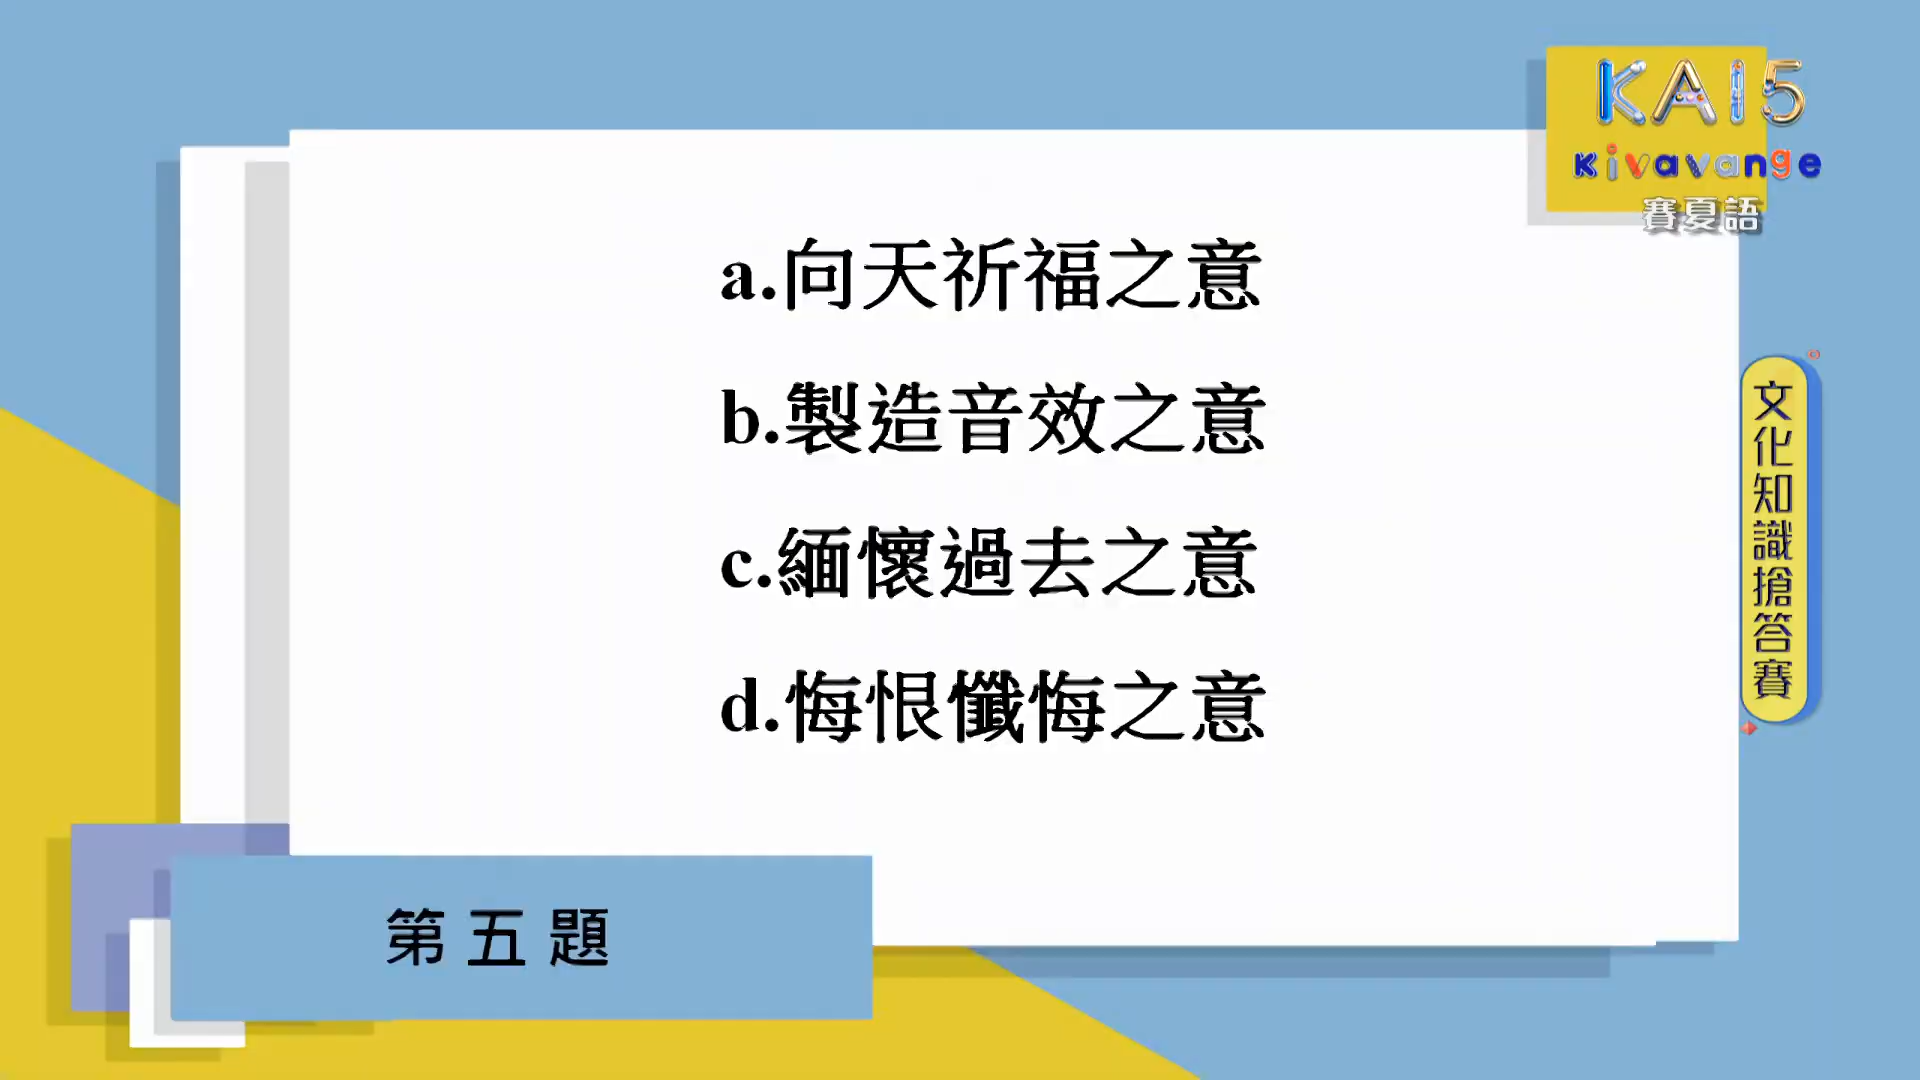 KAI5
Kivavange
賽夏語
a.向天祈福之意
b.製造音效之意
c.緬懷過去之意
d.悔恨懺悔之意
文化知識搶答賽
第五題